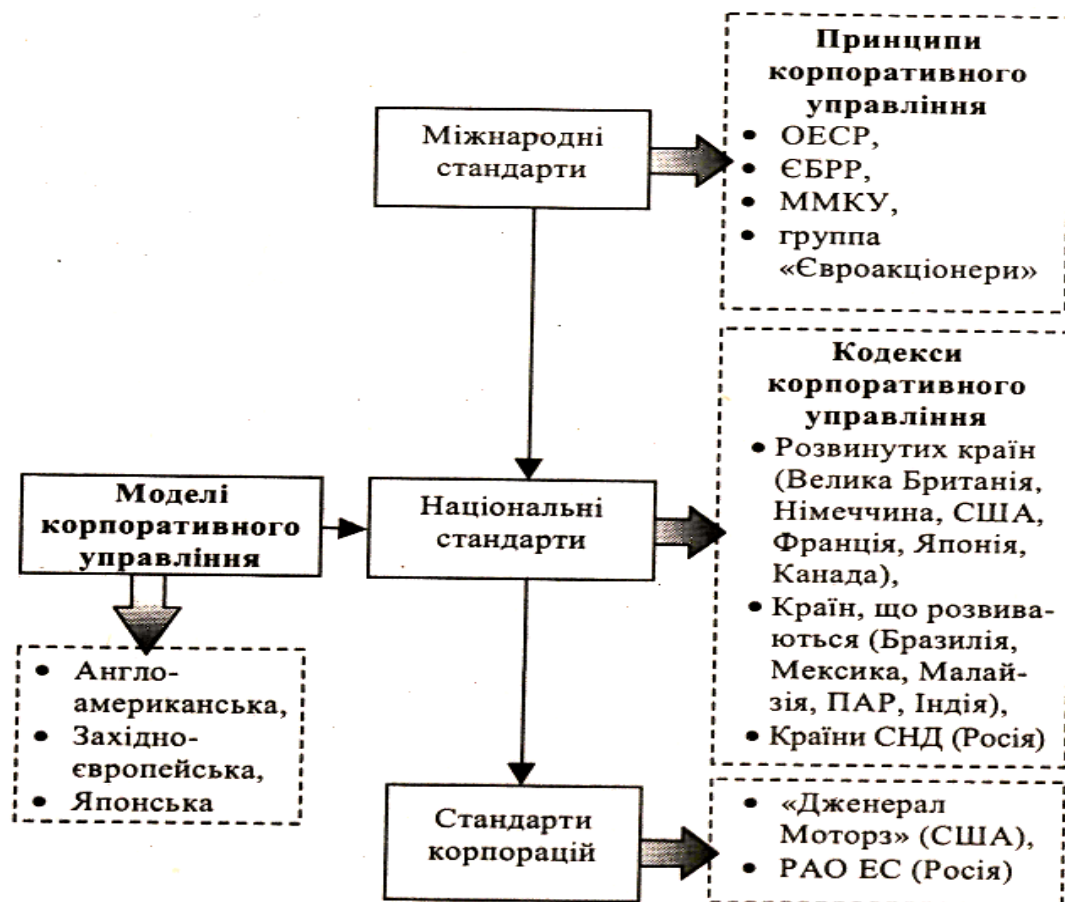 Принципи
корпоративного
управління
• ОЕСР,
• ЄБРР,
• ММКУ,
• группа
«Євроакціонери»
Міжнародні
стандарти
Кодекси
корпоративного
управління
• Розвинутих країн
(Велика Британія,
Німеччина, США,
Франція, Японія,
Канада),
• Країн, що розвива-
ються (Бразилія,
Мексика, Малай-
зія, ПАР, Індія),
• Країни СНД (Росія)
Моделі
корпоративного
управління
Національні
стандарти
• Англо-
американська,
• Західно-
європейська,
• Японська
Стандарти
корпорацій
• «Дженерал
Моторз» (США),
• РАО ЕС (Росія)